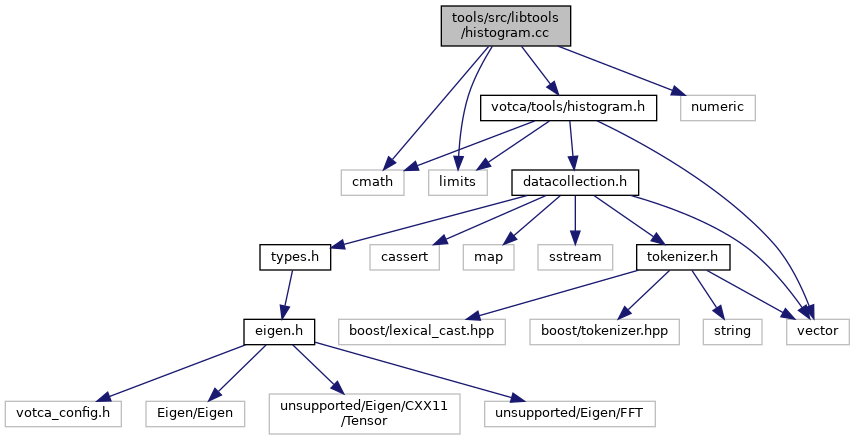 tools/src/libtools
/histogram.cc
votca/tools/histogram.h
numeric
cmath
limits
datacollection.h
types.h
cassert
map
sstream
tokenizer.h
eigen.h
boost/lexical_cast.hpp
boost/tokenizer.hpp
string
vector
votca_config.h
Eigen/Eigen
unsupported/Eigen/CXX11
/Tensor
unsupported/Eigen/FFT